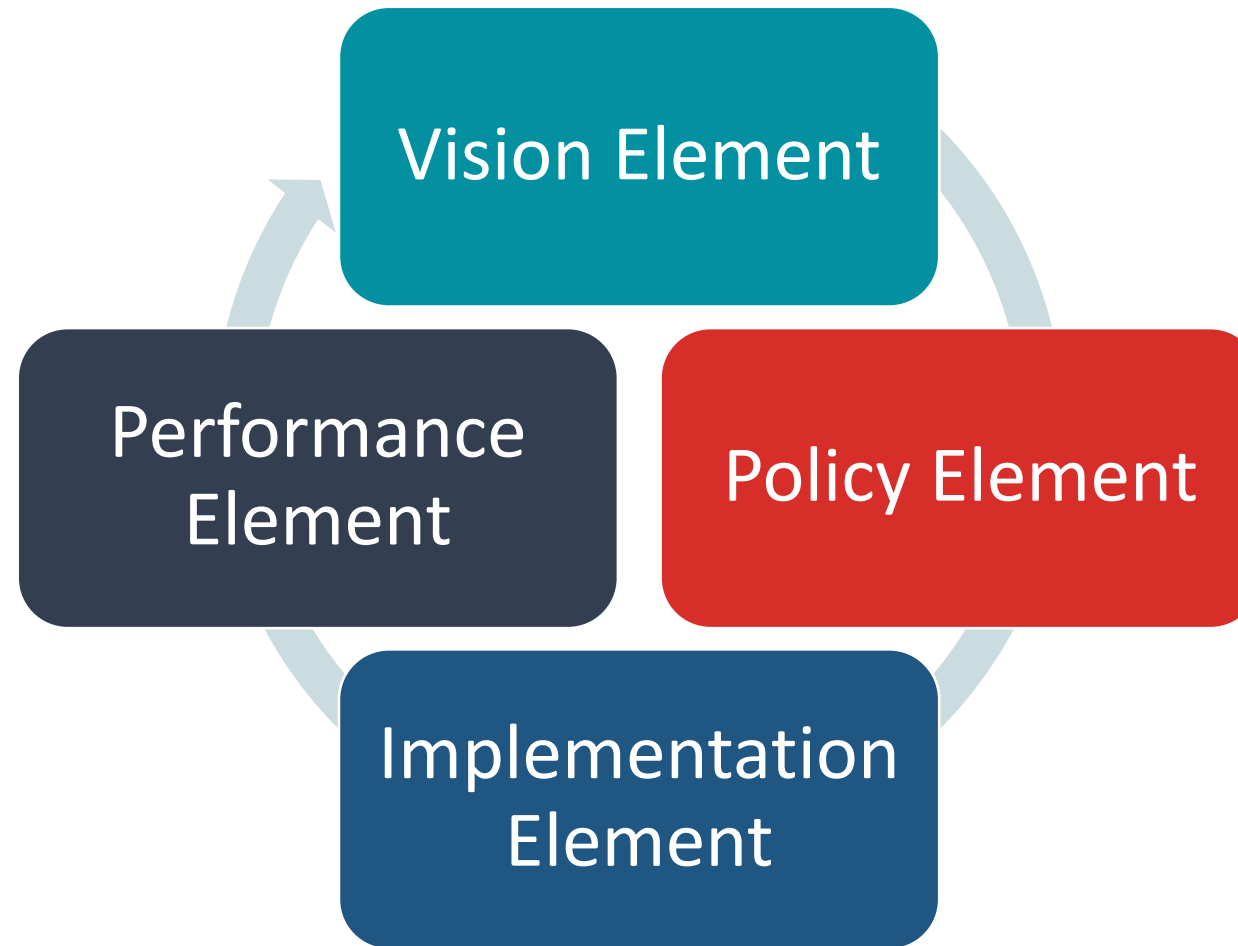 Vision Element
Policy Element
Implementation
Element
Performance
Element